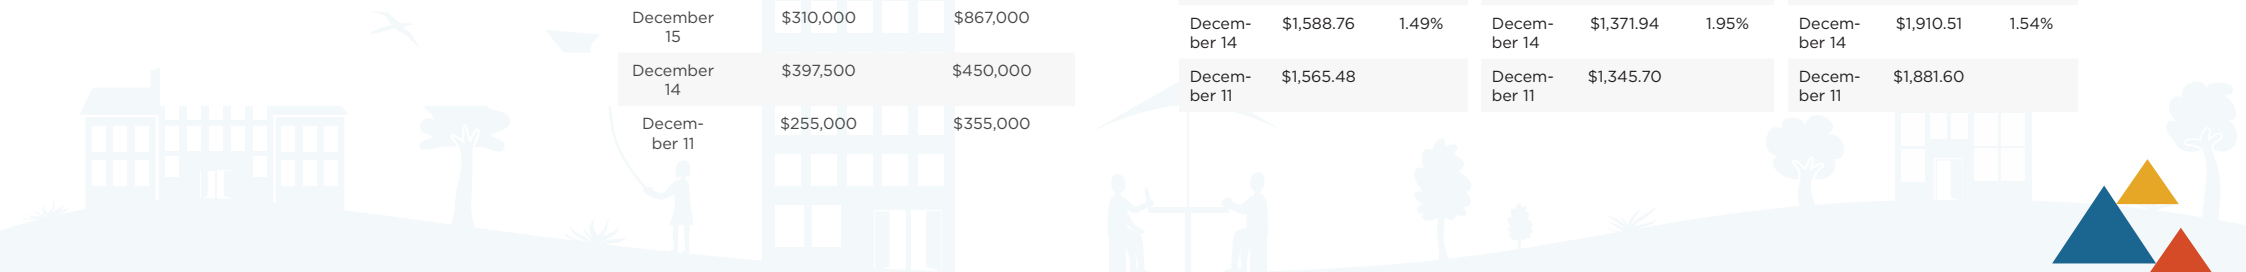 December $310,000 $867,000
15
December $397,500 $450,000
14
Decem- $255,000 $355,000
ber 11
Decem- $1,588.76 1.49%
ber 14
Decem- $1,565.48
ber 11
Decem- $1,371.94 1.95%
ber 14
Decem- $1,345.70
ber 11
Decem- $1,910.51 1.54%
ber 14
Decem- $1,881.60
ber 11